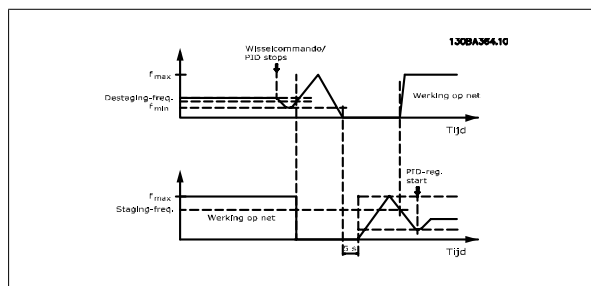 130BA364.10
Wisselcommando/
PID stops
fmax
Destaging-freq.
fmin
Werking op net
Tijd
PID-reg.
start
fmax
Staging-freq.
Werking op net
5 s
Tijd